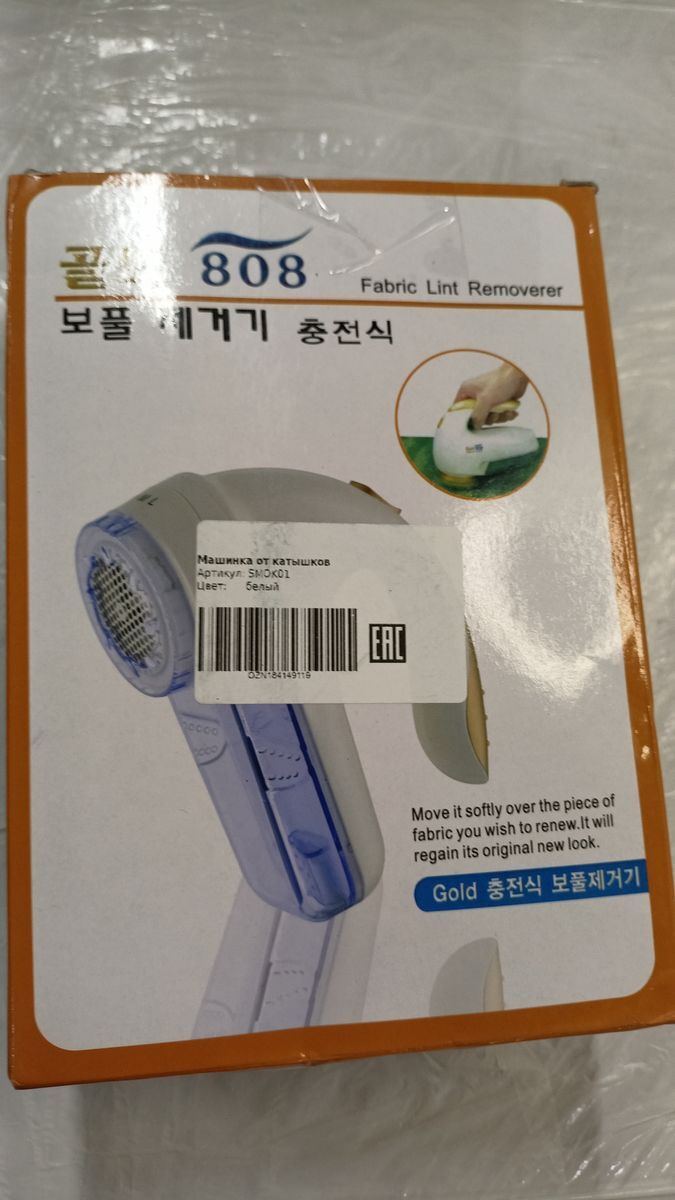 808
Fabric Lint Removerer
보풀 제거기 충전식
Машинка от катышков
Артикул: SMOK01
Цвет: белый
EAC
OZN184149119
Move it softly over the piece of
fabric you wish to renew.It will
regain its original new look.
Gold 충전식 보풀제거기